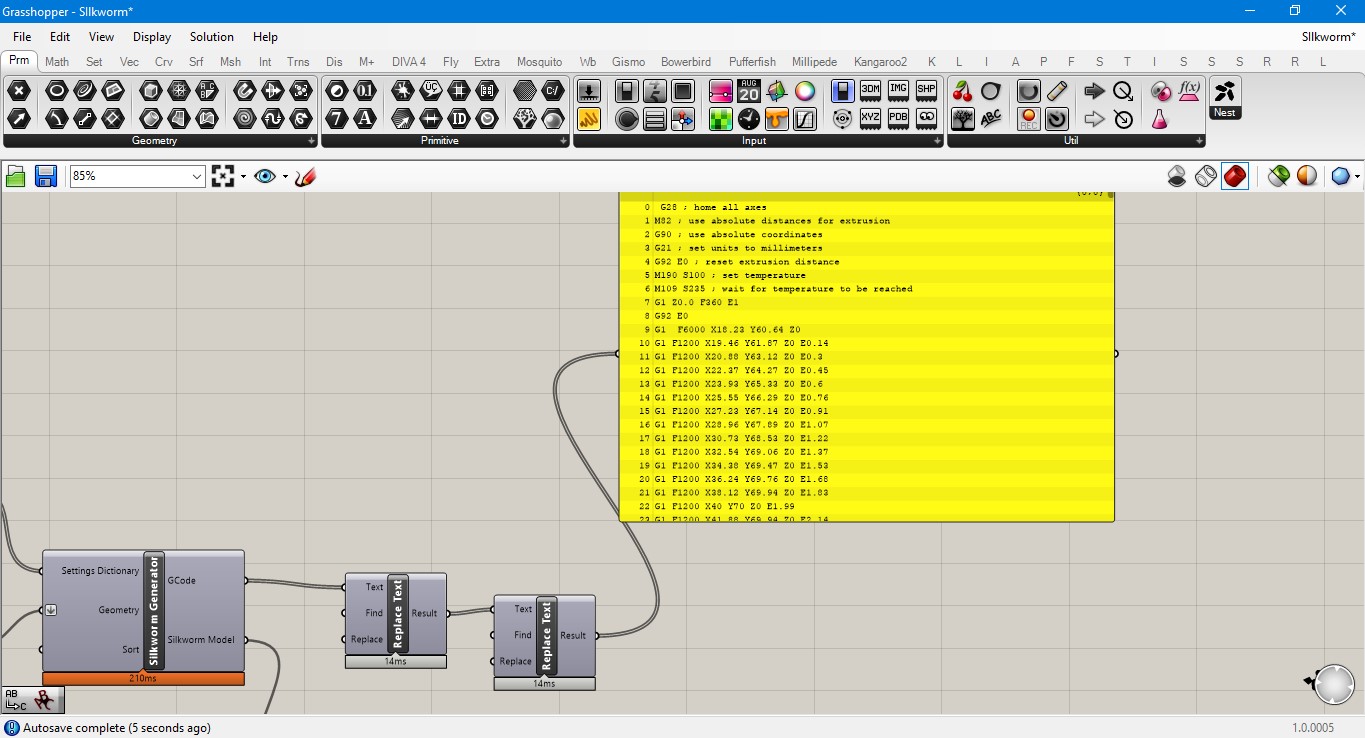 Grasshopper - SIlkworm*
File Edit View Display Solution Help SIlkworm*
Prm Math Set Vec Crv Srf Msh Int Trns Dis M+ DIVA 4 Fly Extra Mosquito Wb Gismo Bowerbird Pufferfish Millipede Kangaroo2 K L I A P F S T I S S S R R L
Geometry Primitive Input Util Nest
85%
0 G28 ; home all axes
1 M82 ; use absolute distances for extrusion
2 G90 ; use absolute coordinates
3 G21 ; set units to millimeters
4 G92 E0 ; reset extrusion distance
5 M190 S100 ; set temperature
6 M109 S235 ; wait for temperature to be reached
7 G1 Z0.0 F360 E1
8 G92 E0
9 G1  F6000 X18.23 Y60.64 Z0
10 G1 F1200 X19.46 Y61.87 Z0 E0.14
11 G1 F1200 X20.88 Y63.12 Z0 E0.3
12 G1 F1200 X22.37 Y64.27 Z0 E0.45
13 G1 F1200 X23.93 Y65.33 Z0 E0.6
14 G1 F1200 X25.55 Y66.29 Z0 E0.76
15 G1 F1200 X27.23 Y67.14 Z0 E0.91
16 G1 F1200 X28.96 Y67.89 Z0 E1.07
17 G1 F1200 X30.73 Y68.53 Z0 E1.22
18 G1 F1200 X32.54 Y69.06 Z0 E1.37
19 G1 F1200 X34.38 Y69.47 Z0 E1.53
20 G1 F1200 X36.24 Y69.76 Z0 E1.68
21 G1 F1200 X38.12 Y69.94 Z0 E1.83
22 G1 F1200 X40 Y70 Z0 E1.99
23 G1 F1200 X41.88 Y69.94 Z0 E2.14
Settings Dictionary
Geometry
Sort
Silkworm Generator
GCode
Silkworm Model
210ms
Text
Find
Replace
Replace Text
Result
14ms
Text
Find
Replace
Replace Text
Result
14ms
Autosave complete (5 seconds ago) 1.0.0005